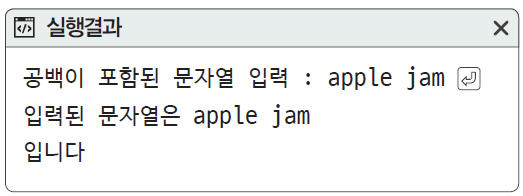 실행결과
공백이 포함된 문자열 입력 : apple jam
입력된 문자열은 apple jam
입니다